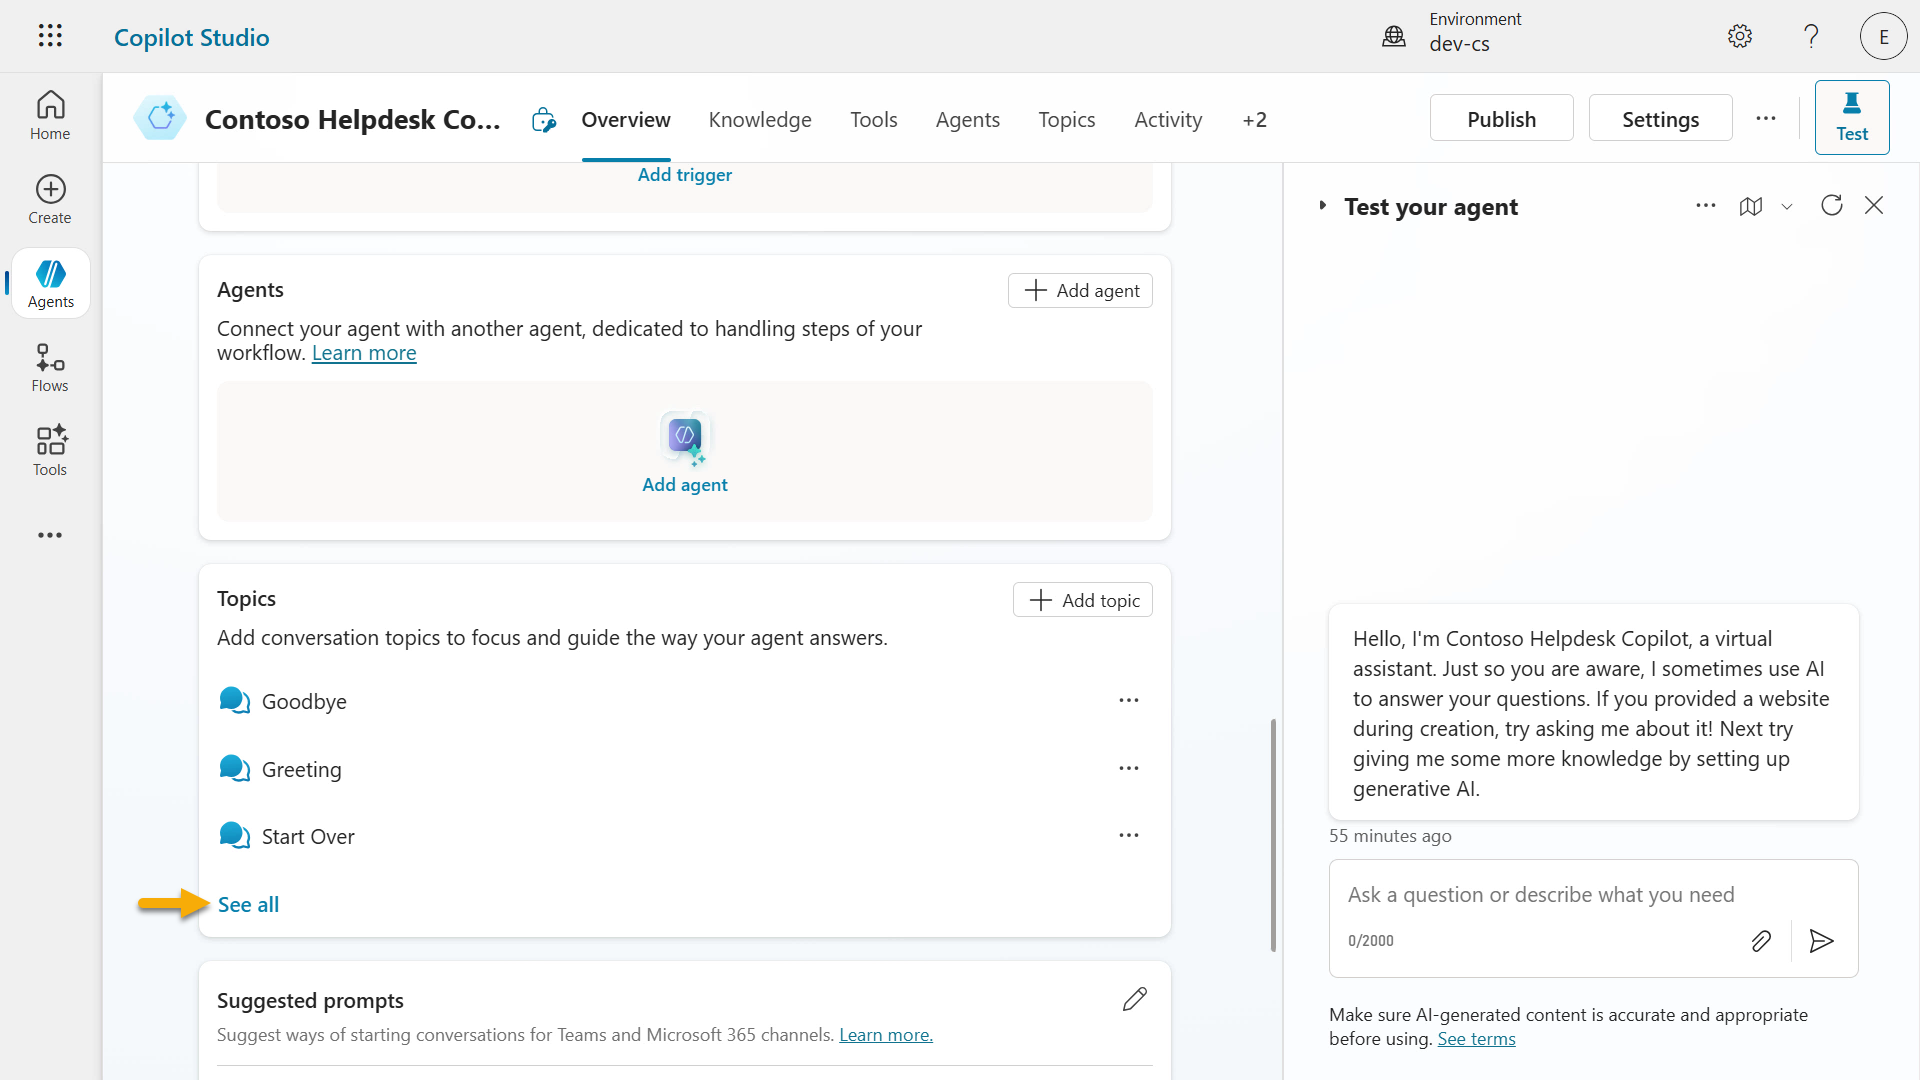 Copilot Studio
Environment
dev-cs
E
Home
Create
Agents
Flows
Tools
Contoso Helpdesk Co...
Overview
Knowledge
Tools
Agents
Topics
Activity
+2
Publish
Settings
Test
Add trigger
Agents
Add agent
Connect your agent with another agent, dedicated to handling steps of your
workflow. Learn more
Add agent
Topics
Add topic
Add conversation topics to focus and guide the way your agent answers.
Goodbye
Greeting
Start Over
See all
Suggested prompts
Suggest ways of starting conversations for Teams and Microsoft 365 channels. Learn more.
Test your agent
Hello, I'm Contoso Helpdesk Copilot, a virtual
assistant. Just so you are aware, I sometimes use AI
to answer your questions. If you provided a website
during creation, try asking me about it! Next try
giving me some more knowledge by setting up
generative AI.
55 minutes ago
Ask a question or describe what you need
0/2000
Make sure AI-generated content is accurate and appropriate
before using. See terms